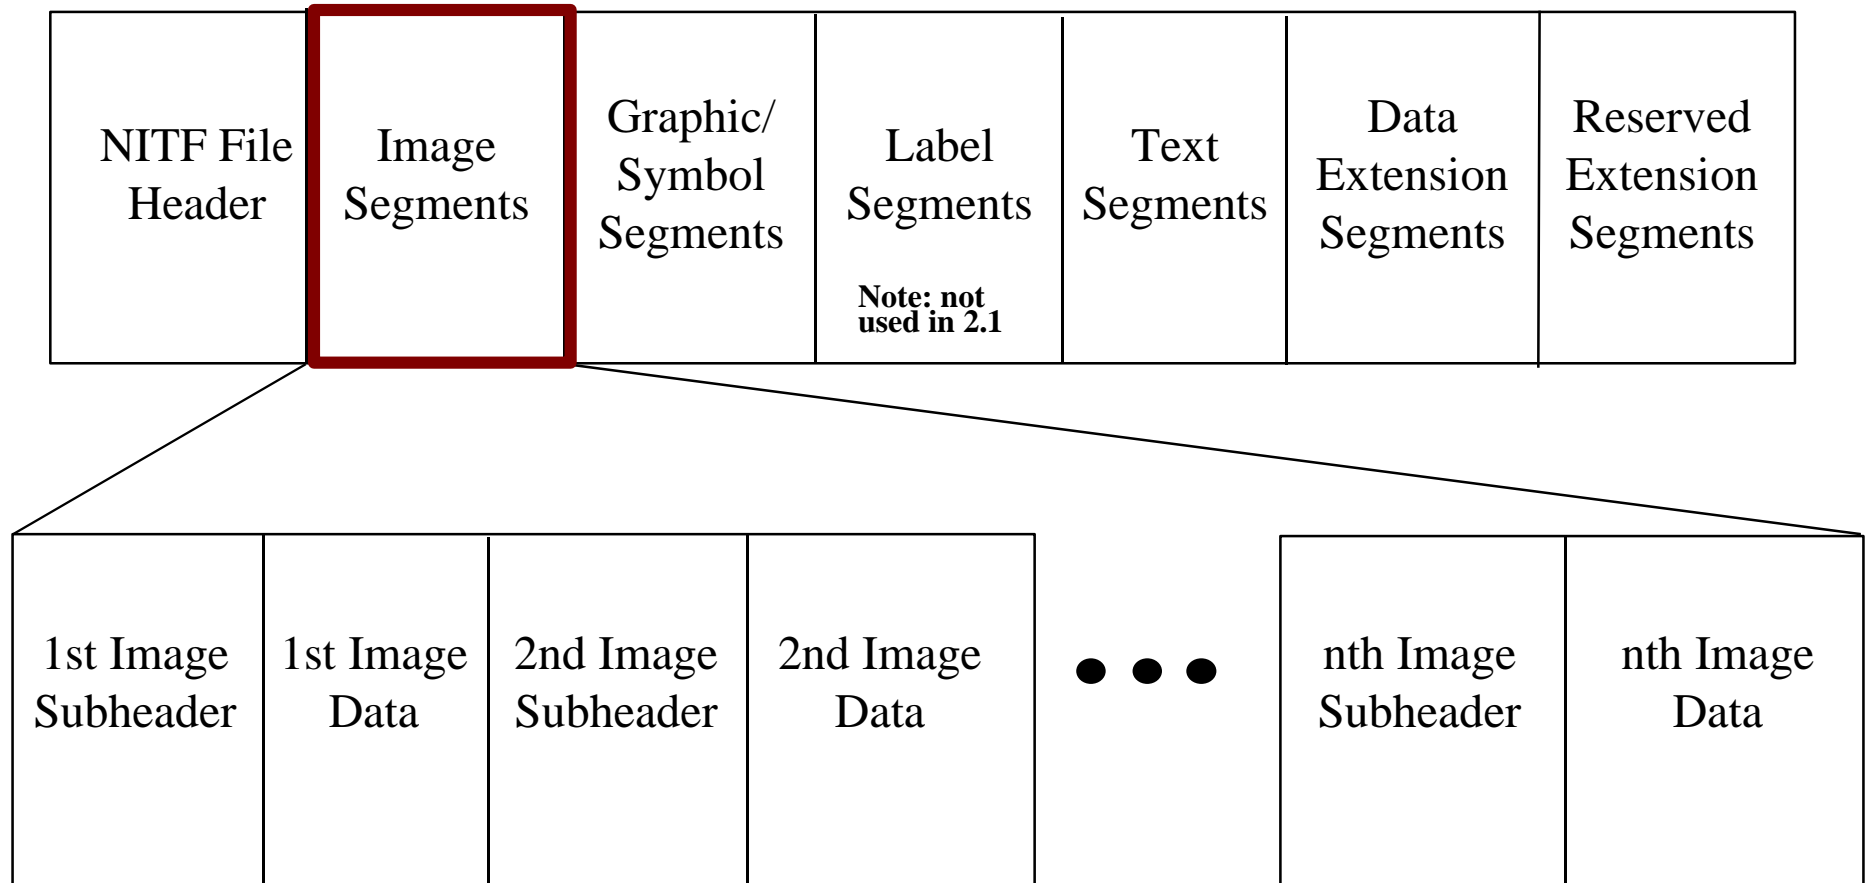 NITF File
Header
Image
Segments
Graphic/
Symbol
Segments
Label
Segments
Note: not
used in 2.1
Text
Segments
Data
Extension
Segments
Reserved
Extension
Segments
1st Image
Subheader
1st Image
Data
2nd Image
Subheader
2nd Image
Data
nth Image
Subheader
nth Image
Data